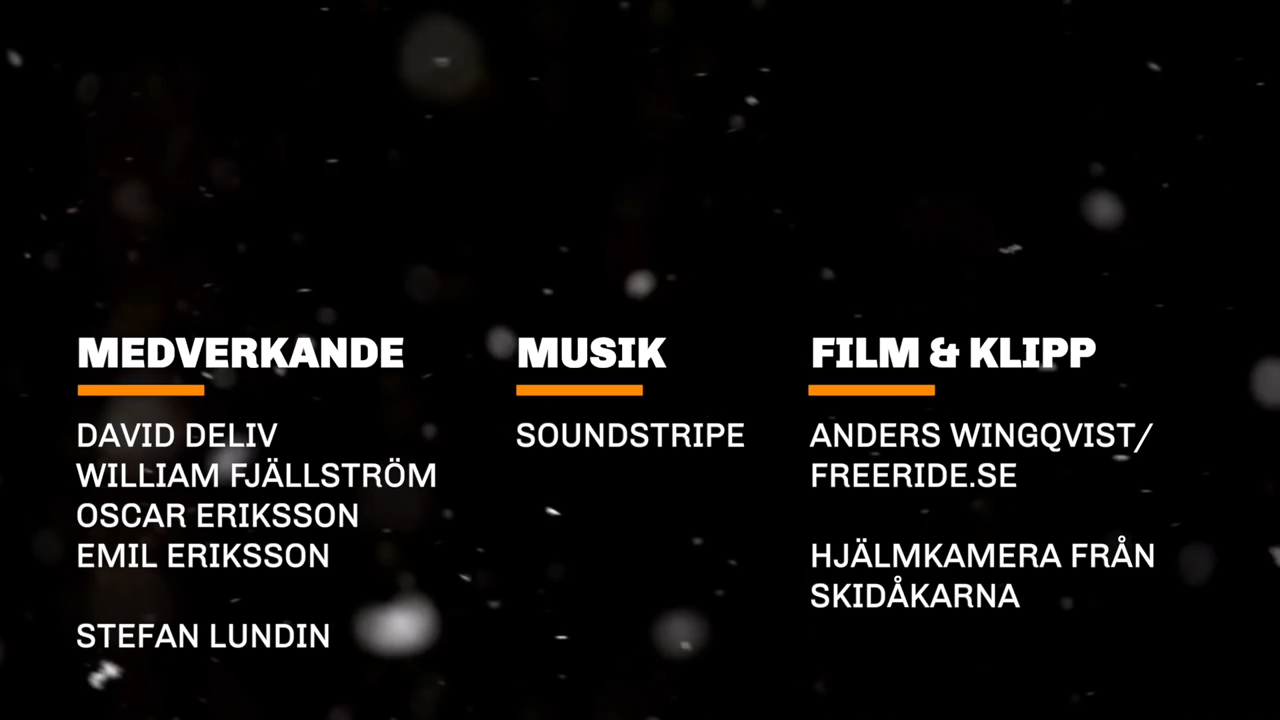 MEDVERKANDE
DAVID DELIV
WILLIAM FJÄLLSTRÖM
OSCAR ERIKSSON
EMIL ERIKSSON
STEFAN LUNDIN
MUSIK
SOUNDSTRIPE
FILM & KLIPP
ANDERS WINGQVIST/
FREERIDE.SE
HJÄLMKAMERA FRÅN
SKIDÅKARNA